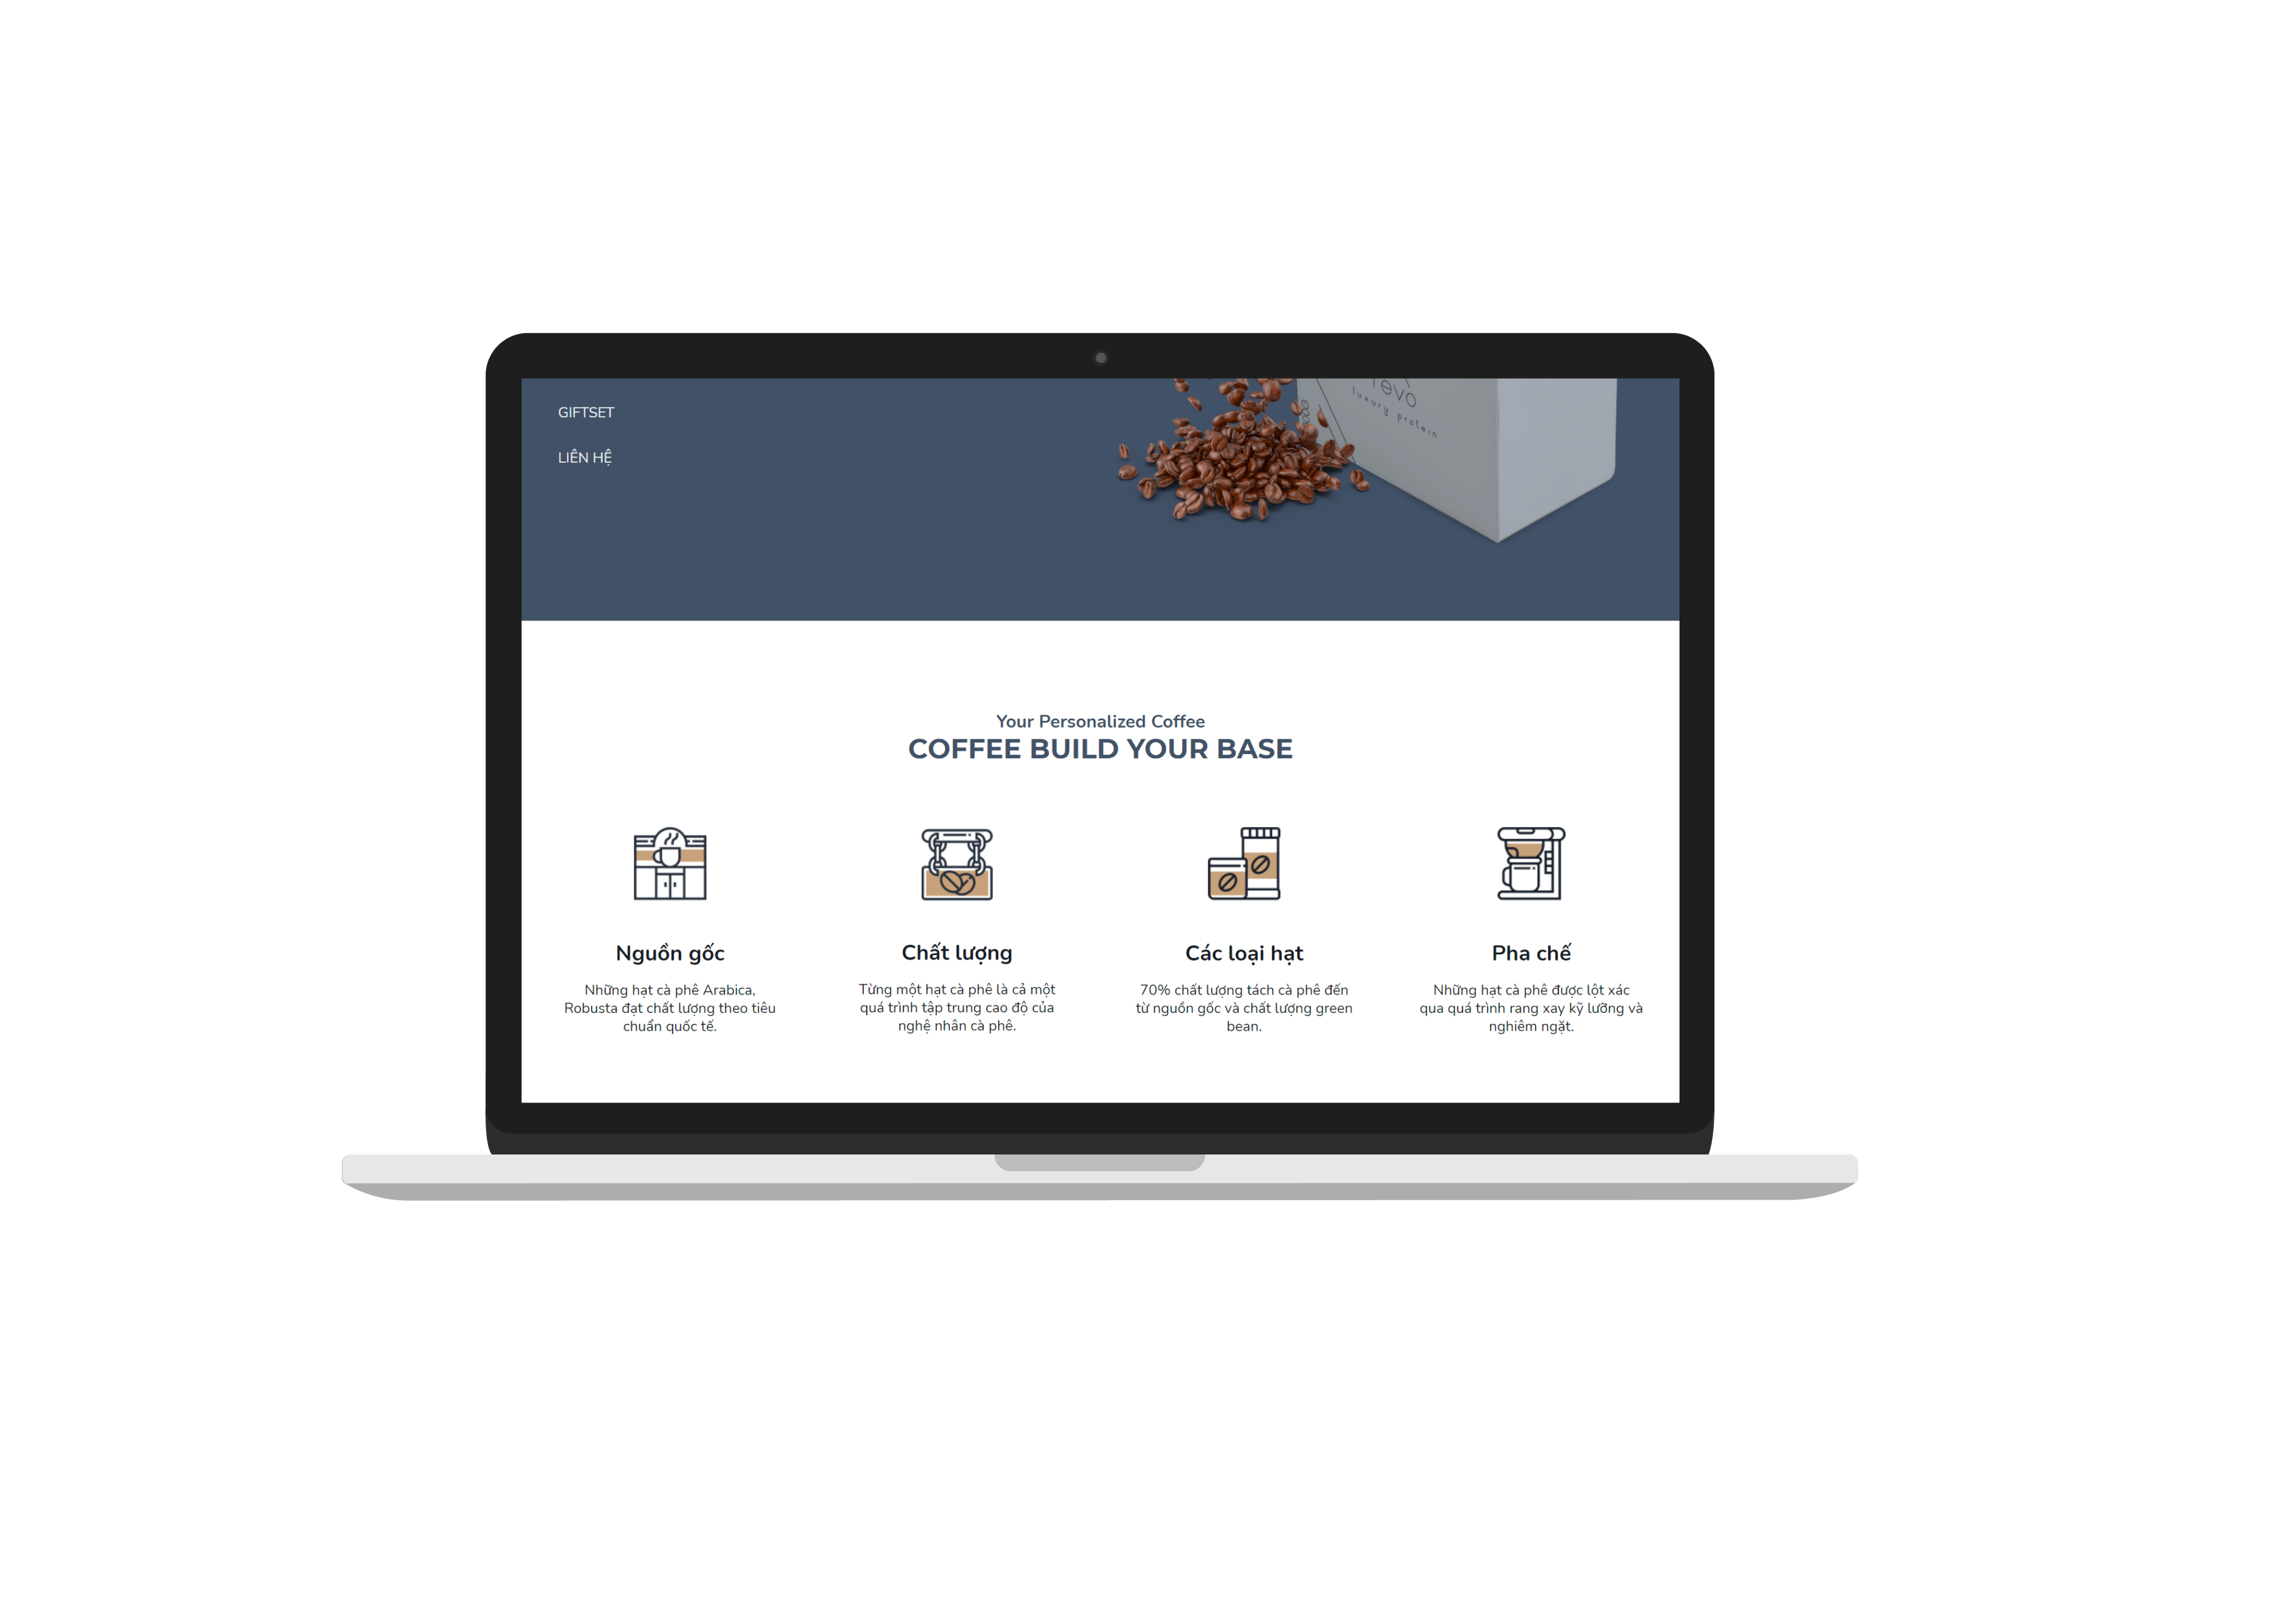 GIFTSET
LIÊN HỆ
revo
luxury protein
Your Personalized Coffee
COFFEE BUILD YOUR BASE
Nguồn gốc
Những hạt cà phê Arabica,
Robusta đạt chất lượng theo tiêu
chuẩn quốc tế.
Chất lượng
Từng một hạt cà phê là cả một
quá trình tập trung cao độ của
nghệ nhân cà phê.
Các loại hạt
70% chất lượng tách cà phê đến
từ nguồn gốc và chất lượng green
bean.
Pha chế
Những hạt cà phê được lột xác
qua quá trình rang xay kỹ lưỡng và
nghiêm ngặt.